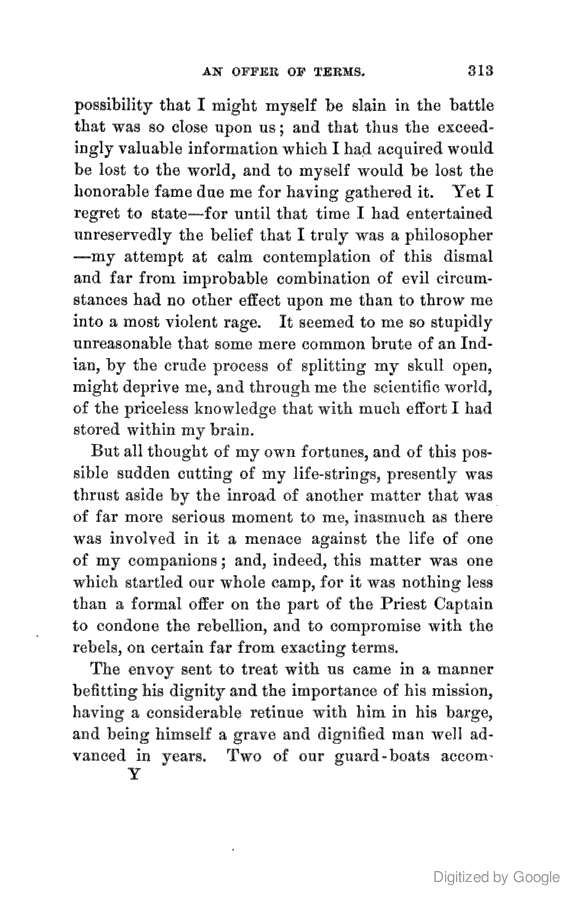 AN OFFER OF TERMS. 313
possibility that I might myself be slain in the battle
that was so close upon us; and that thus the exceed-
ingly valuable information which I had acquired would
be lost to the world, and to myself would be lost the
honorable fame due me for having gathered it. Yet I
regret to state—for until that time I had entertained
unreservedly the belief that I truly was a philosopher
—my attempt at calm contemplation of this dismal
and far from improbable combination of evil circum-
stances had no other effect upon me than to throw me
into a most violent rage. It seemed to me so stupidly
unreasonable that some mere common brute of an Ind-
ian, by the crude process of splitting my skull open,
might deprive me, and through me the scientific world,
of the priceless knowledge that with much effort I had
stored within my brain.
But all thought of my own fortunes, and of this pos-
sible sudden cutting of my life-strings, presently was
thrust aside by the inroad of another matter that was
of far more serious moment to me, inasmuch as there
was involved in it a menace against the life of one
of my companions; and, indeed, this matter was one
which startled our whole camp, for it was nothing less
than a formal offer on the part of the Priest Captain
to condone the rebellion, and to compromise with the
rebels, on certain far from exacting terms.
The envoy sent to treat with us came in a manner
befitting his dignity and the importance of his mission,
having a considerable retinue with him in his barge,
and being himself a grave and dignified man well ad-
vanced in years. Two of our guard-boats accom-
Y
Digitized by Google